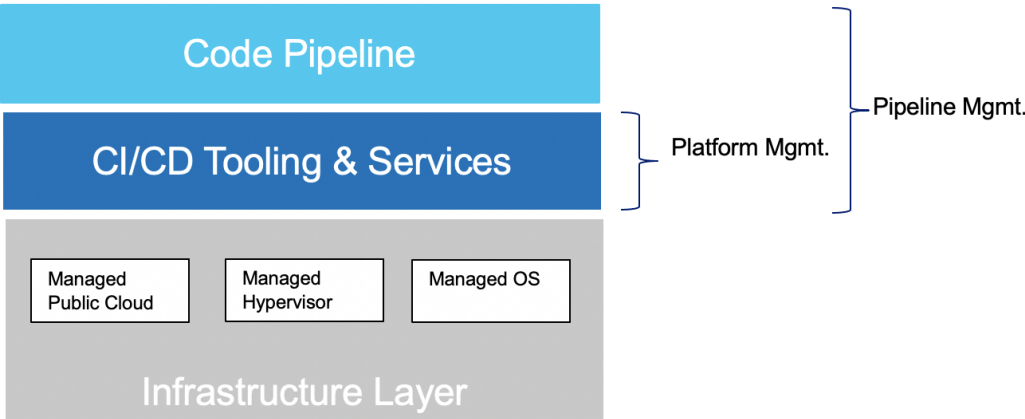 Code Pipeline
Pipeline Mgmt.
CI/CD Tooling & Services
Platform Mgmt.
Managed
Public Cloud
Managed
Hypervisor
Managed OS
Infrastructure Layer